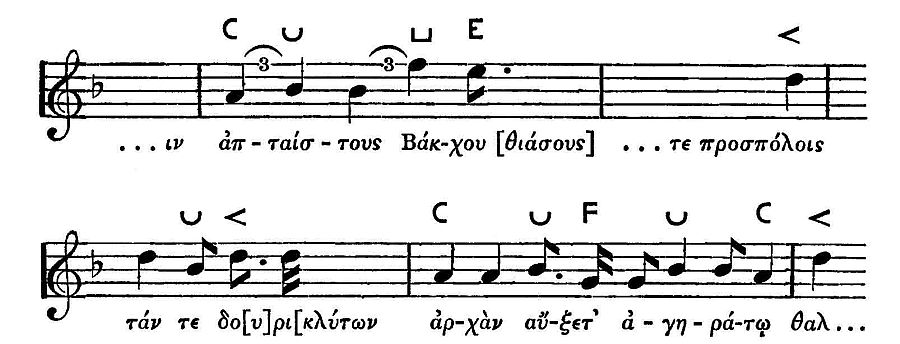 C ᴗ ⊔ E <
3 3
...ιν ἀπ-ταίσ-τους Βάκ-χου [θιάσους] ...τε προσπόλοις
ᴗ < C ᴗ F ᴗ C <
τάν τε δο[υ]ρι[κλύτων ἀρ-χὰν αὔ-ξετ’ ἀ-γη-ρά-τῳ θαλ...